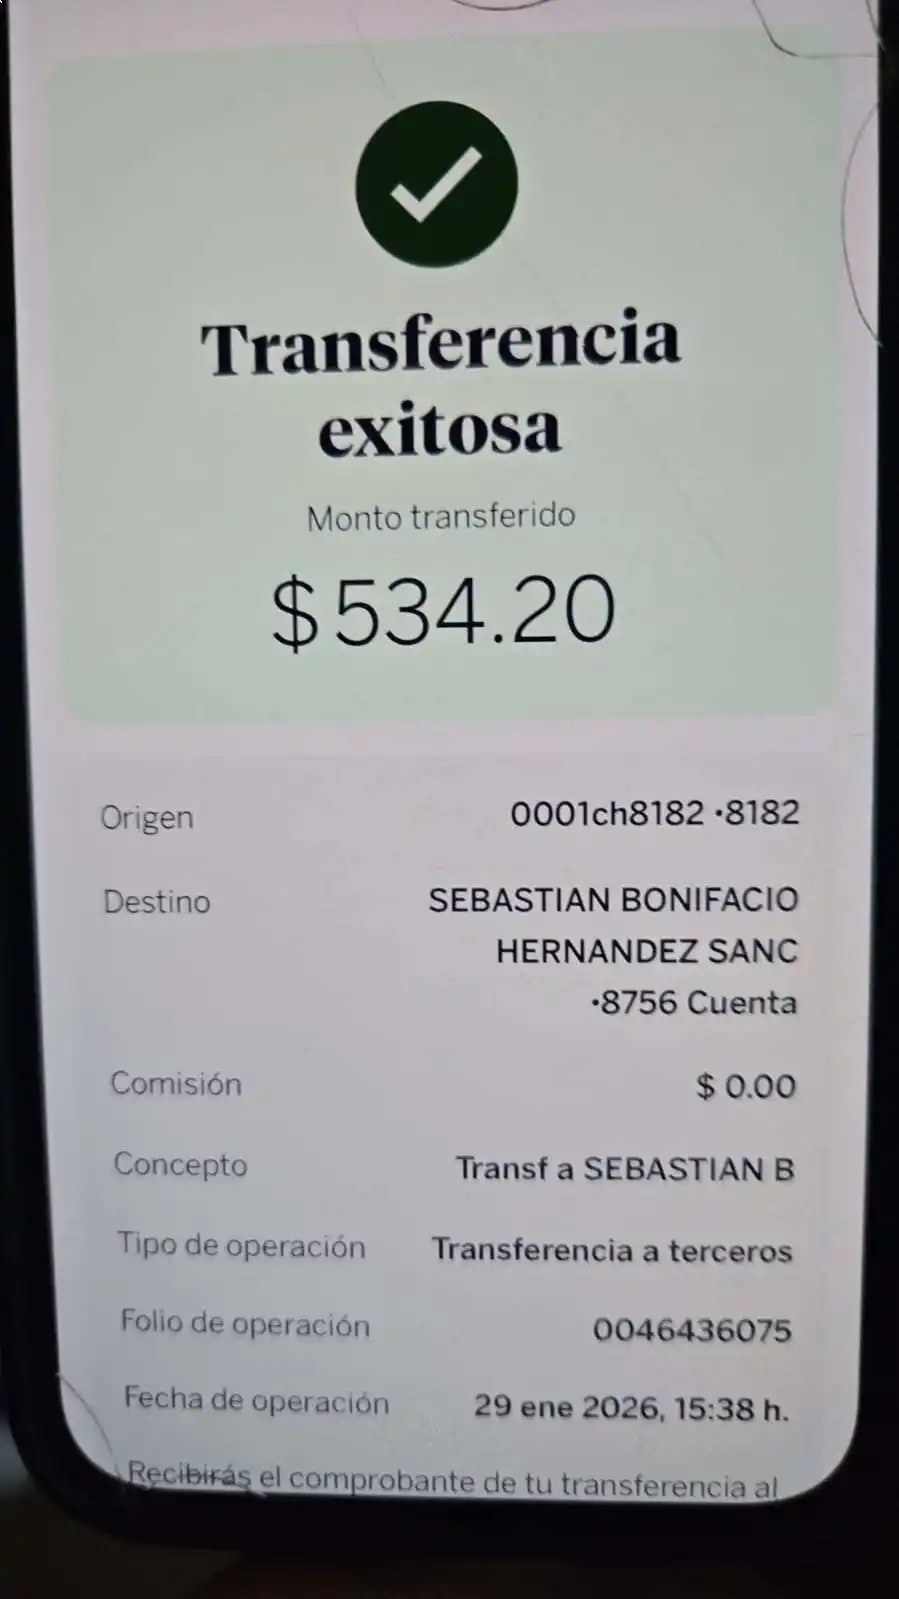 Transferencia
exitosa
Monto transferido
$534.20
Origen 0001ch8182 •8182
Destino SEBASTIAN BONIFACIO
HERNANDEZ SANC
•8756 Cuenta
Comisión $ 0.00
Concepto Transf a SEBASTIAN B
Tipo de operación Transferencia a terceros
Folio de operación 0046436075
Fecha de operación 29 ene 2026, 15:38 h.
Recibirás el comprobante de tu transferencia al